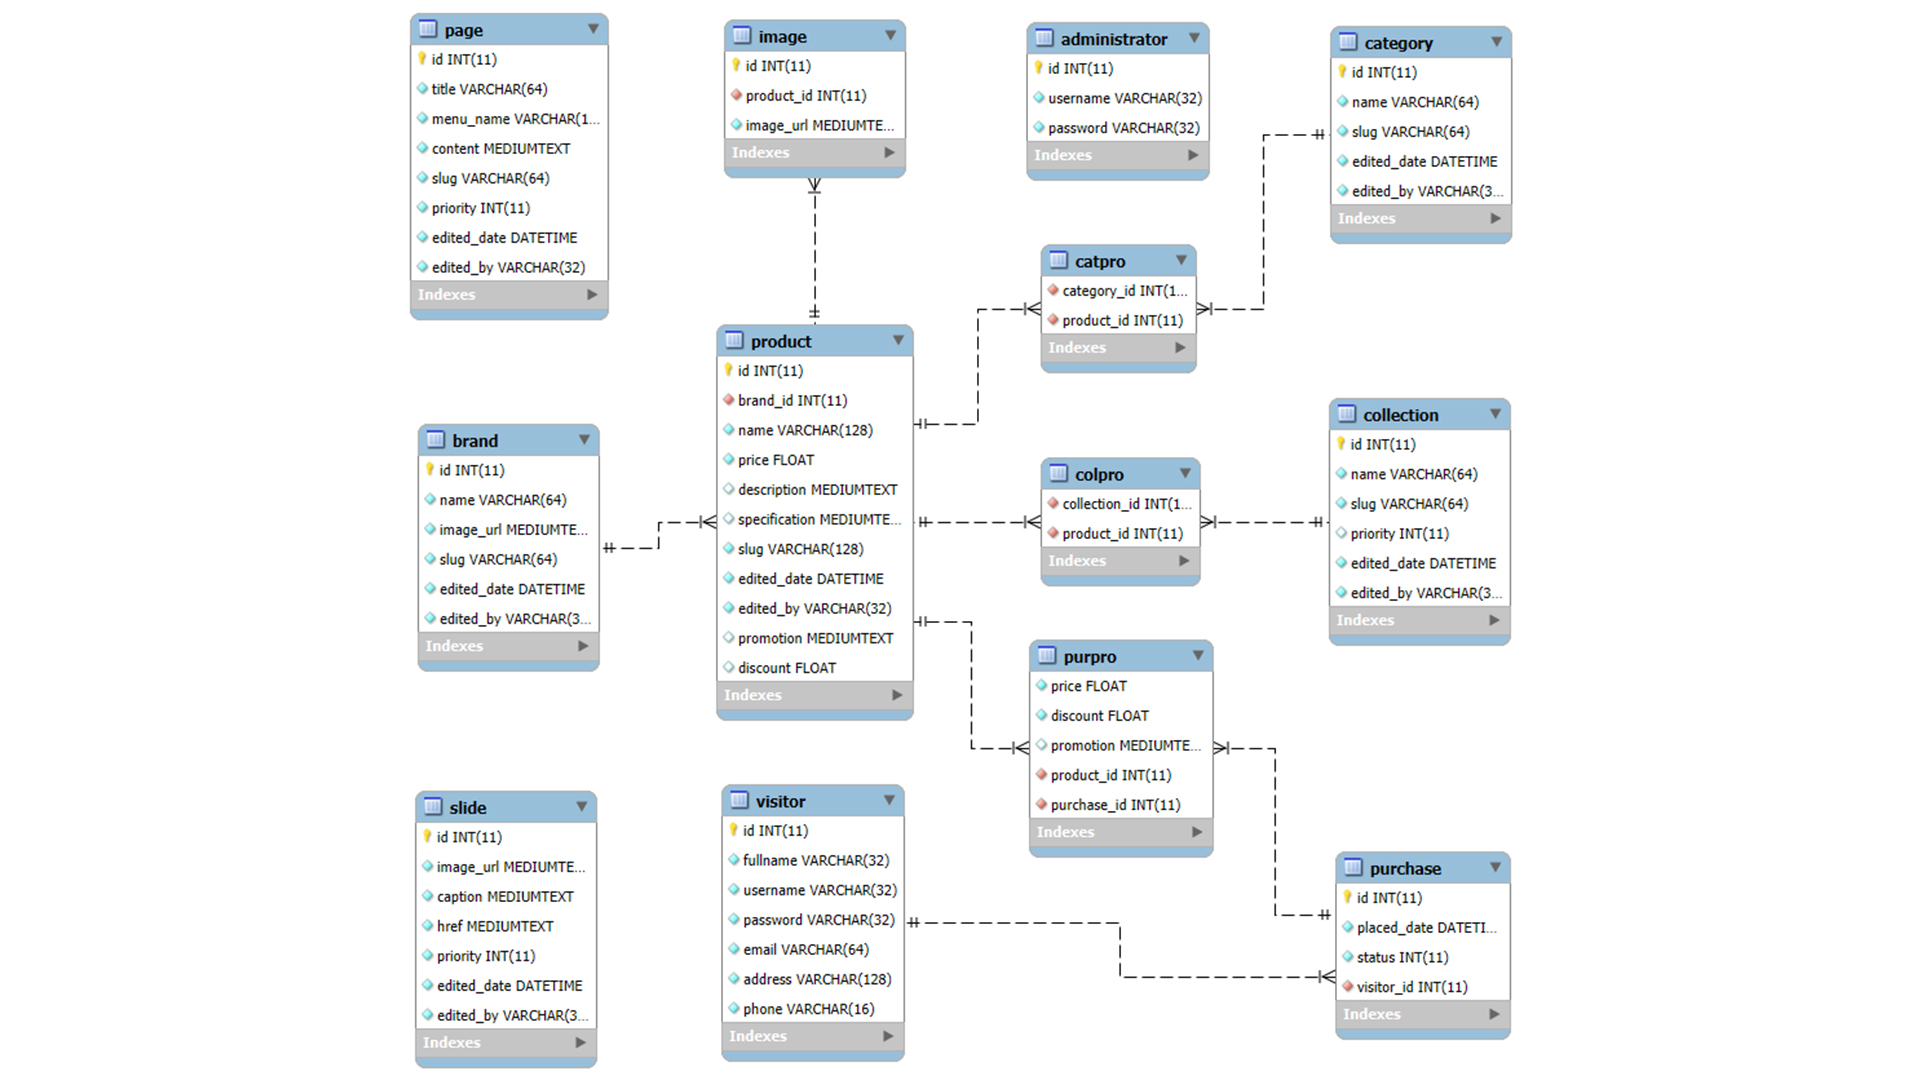 page
id INT(11)
title VARCHAR(64)
menu_name VARCHAR(1...
content MEDIUMTEXT
slug VARCHAR(64)
priority INT(11)
edited_date DATETIME
edited_by VARCHAR(32)
Indexes
image
id INT(11)
product_id INT(11)
image_url MEDIUMTE...
Indexes
administrator
id INT(11)
username VARCHAR(32)
password VARCHAR(32)
Indexes
category
id INT(11)
name VARCHAR(64)
slug VARCHAR(64)
edited_date DATETIME
edited_by VARCHAR(3...
Indexes
catpro
category_id INT(1...
product_id INT(11)
Indexes
product
id INT(11)
brand_id INT(11)
name VARCHAR(128)
price FLOAT
description MEDIUMTEXT
specification MEDIUMTE...
slug VARCHAR(128)
edited_date DATETIME
edited_by VARCHAR(32)
promotion MEDIUMTEXT
discount FLOAT
Indexes
brand
id INT(11)
name VARCHAR(64)
image_url MEDIUMTE...
slug VARCHAR(64)
edited_date DATETIME
edited_by VARCHAR(3...
Indexes
colpro
collection_id INT(1...
product_id INT(11)
Indexes
collection
id INT(11)
name VARCHAR(64)
slug VARCHAR(64)
priority INT(11)
edited_date DATETIME
edited_by VARCHAR(3...
Indexes
purpro
price FLOAT
discount FLOAT
promotion MEDIUMTE...
product_id INT(11)
purchase_id INT(11)
Indexes
slide
id INT(11)
image_url MEDIUMTE...
caption MEDIUMTEXT
href MEDIUMTEXT
priority INT(11)
edited_date DATETIME
edited_by VARCHAR(3...
Indexes
visitor
id INT(11)
fullname VARCHAR(32)
username VARCHAR(32)
password VARCHAR(32)
email VARCHAR(64)
address VARCHAR(128)
phone VARCHAR(16)
Indexes
purchase
id INT(11)
placed_date DATETI...
status INT(11)
visitor_id INT(11)
Indexes